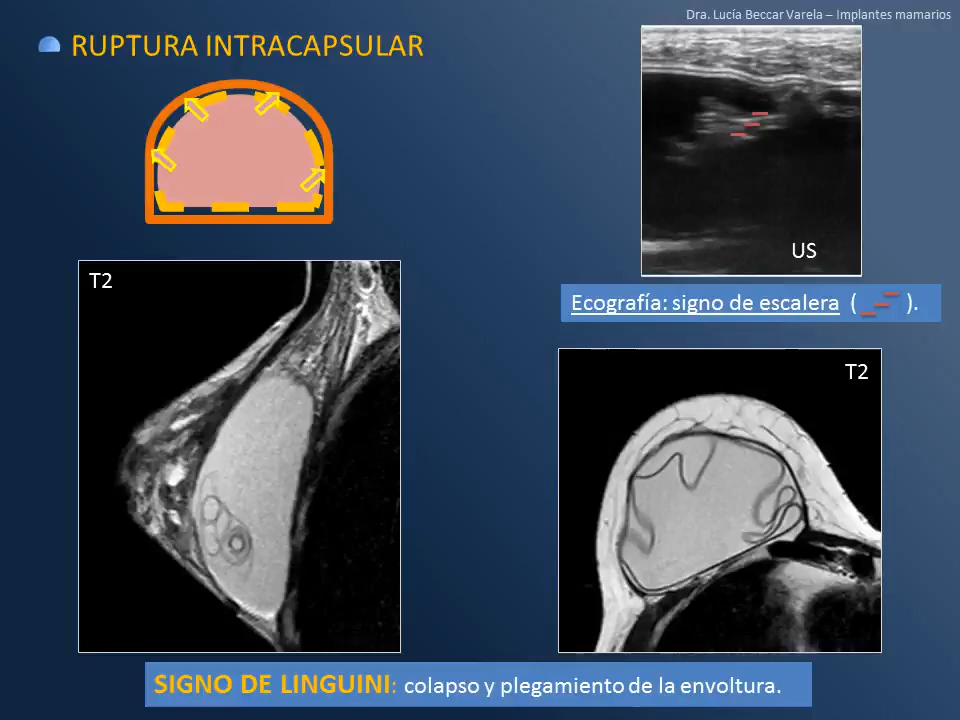 Dra. Lucía Beccar Varela – Implantes mamarios
RUPTURA INTRACAPSULAR
US
T2
Ecografía: signo de escalera ( ).
T2
SIGNO DE LINGUINI: colapso y plegamiento de la envoltura.